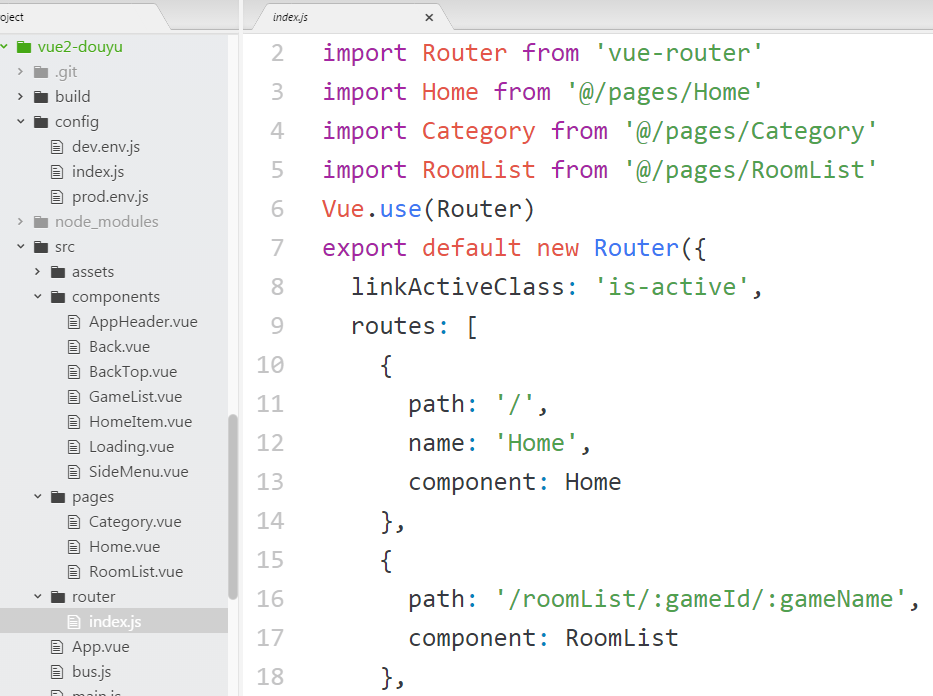 oject
vue2-douyu
.git
build
config
dev.env.js
index.js
prod.env.js
node_modules
src
assets
components
AppHeader.vue
Back.vue
BackTop.vue
GameList.vue
HomeItem.vue
Loading.vue
SideMenu.vue
pages
Category.vue
Home.vue
RoomList.vue
router
index.js
App.vue
bus.js
main.js
index.js
2 import Router from 'vue-router'
3 import Home from '@/pages/Home'
4 import Category from '@/pages/Category'
5 import RoomList from '@/pages/RoomList'
6 Vue.use(Router)
7 export default new Router({
8 linkActiveClass: 'is-active',
9 routes: [
10 {
11 path: '/',
12 name: 'Home',
13 component: Home
14 },
15 {
16 path: '/roomList/:gameId/:gameName',
17 component: RoomList
18 },